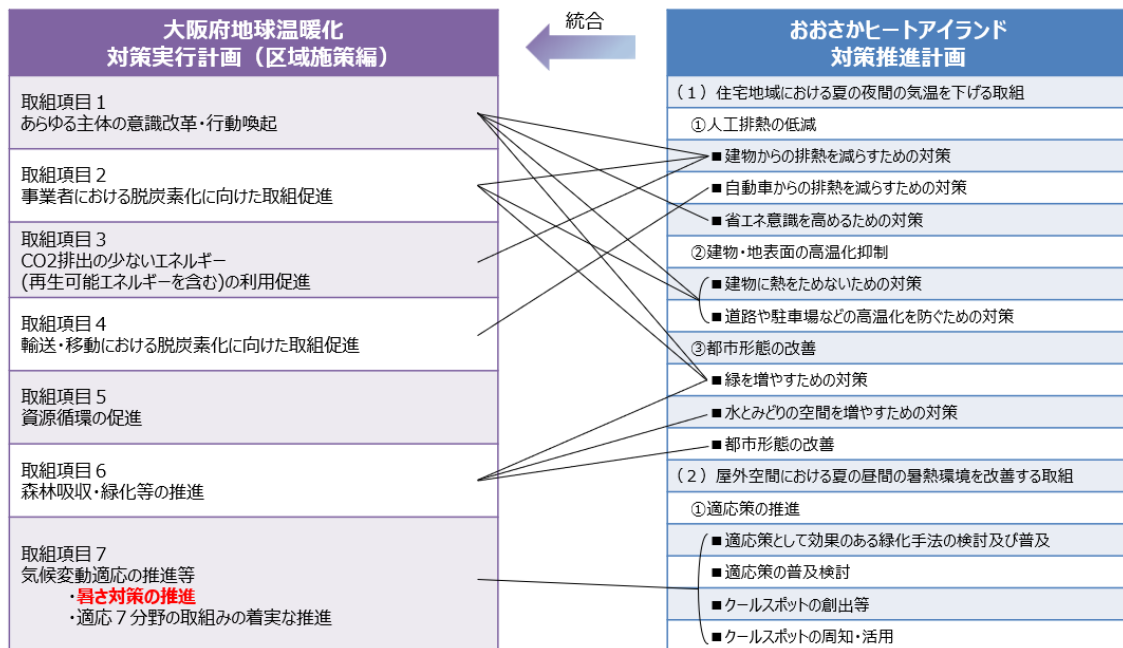 大阪府地球温暖化
対策実行計画（区域施策編）
取組項目１
あらゆる主体の意識改革・行動喚起
取組項目２
事業者における脱炭素化に向けた取組促進
取組項目３
CO2排出の少ないエネルギー
(再生可能エネルギーを含む)の利用促進
取組項目４
輸送・移動における脱炭素化に向けた取組促進
取組項目５
資源循環の促進
取組項目６
森林吸収・緑化等の推進
取組項目７
気候変動適応の推進等
・暑さ対策の推進
・適応７分野の取組みの着実な推進
統合
おおさかヒートアイランド
対策推進計画
（１）住宅地域における夏の夜間の気温を下げる取組
①人工排熱の低減
■建物からの排熱を減らすための対策
■自動車からの排熱を減らすための対策
■省エネ意識を高めるための対策
②建物・地表面の高温化抑制
■建物に熱をためないための対策
■道路や駐車場などの高温化を防ぐための対策
③都市形態の改善
■緑を増やすための対策
■水とみどりの空間を増やすための対策
■都市形態の改善
（２）屋外空間における夏の昼間の暑熱環境を改善する取組
①適応策の推進
■適応策として効果のある緑化手法の検討及び普及
■適応策の普及検討
■クールスポットの創出等
■クールスポットの周知・活用